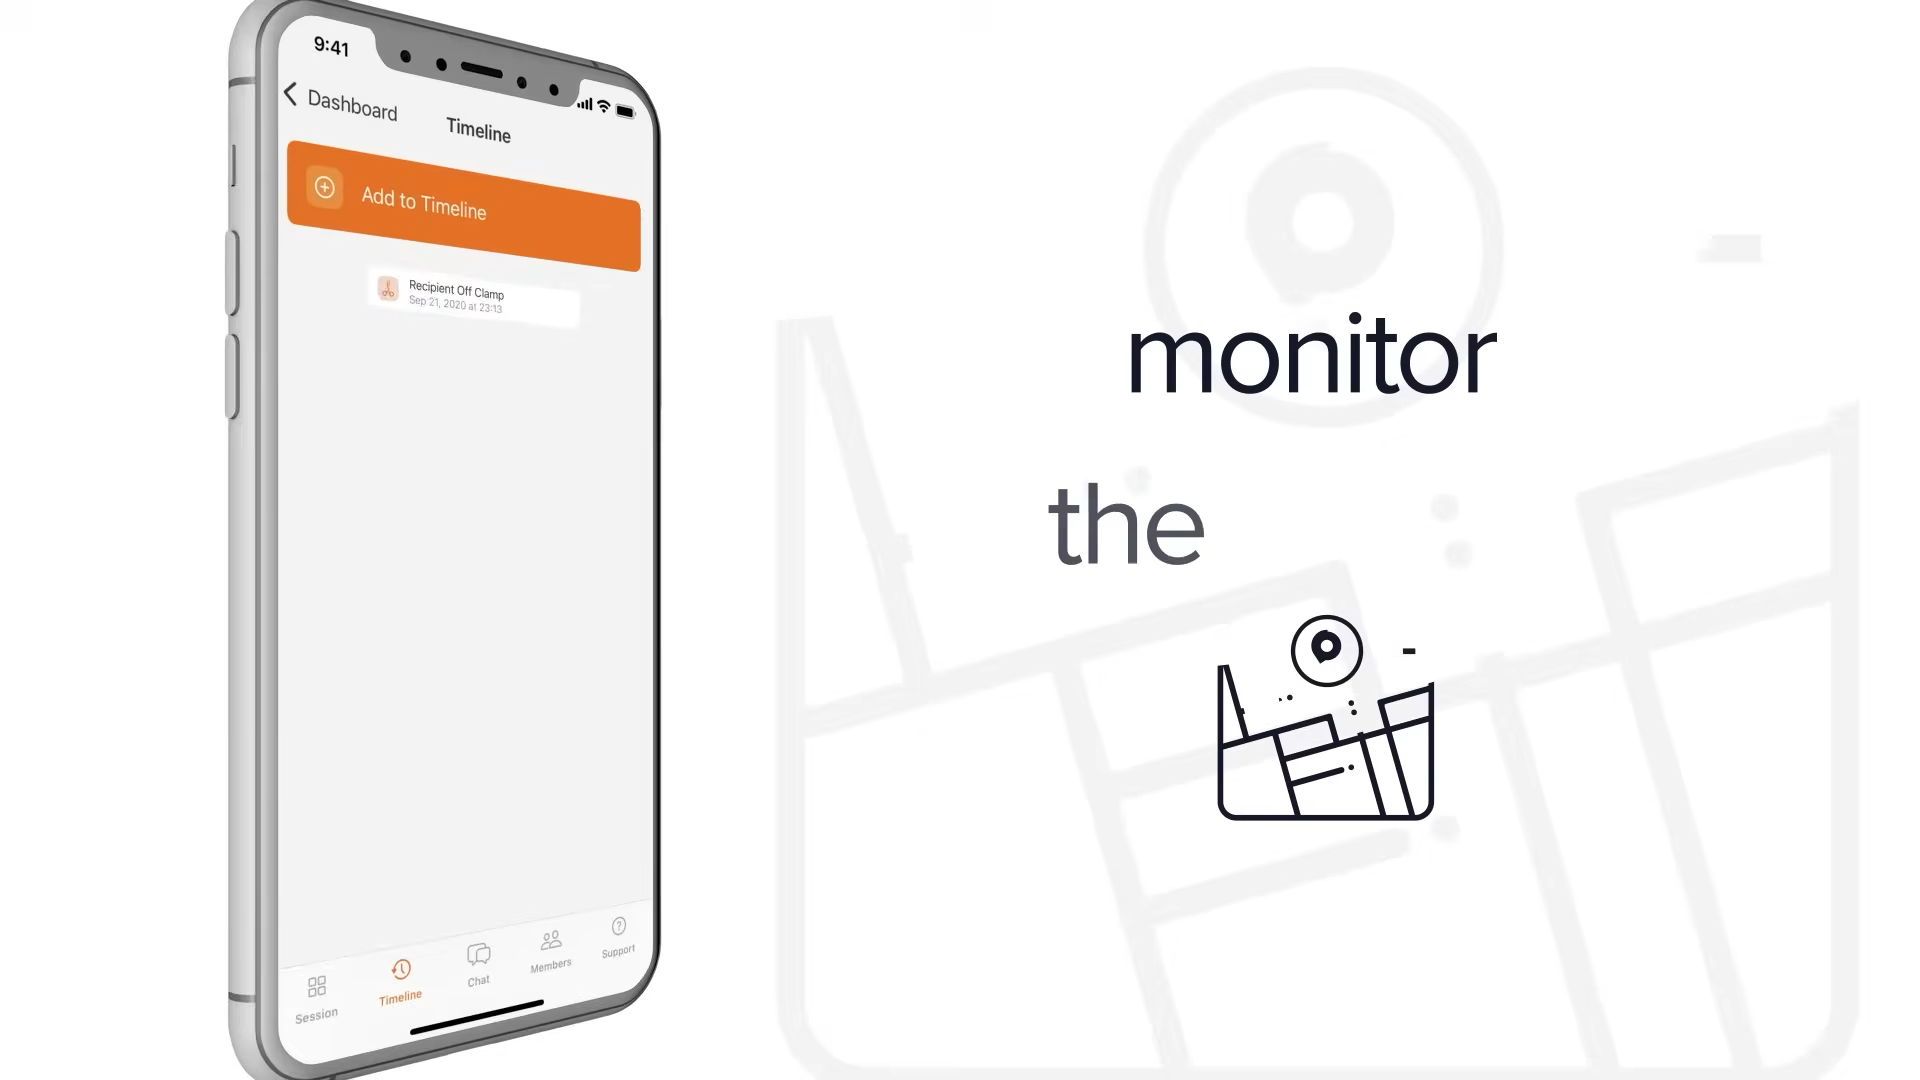 9:41
Dashboard
Timeline
Add to Timeline
Recipient Off Clamp
Sep 21, 2020 at 23:13
Session
Timeline
Chat
Members
Support
monitor
the